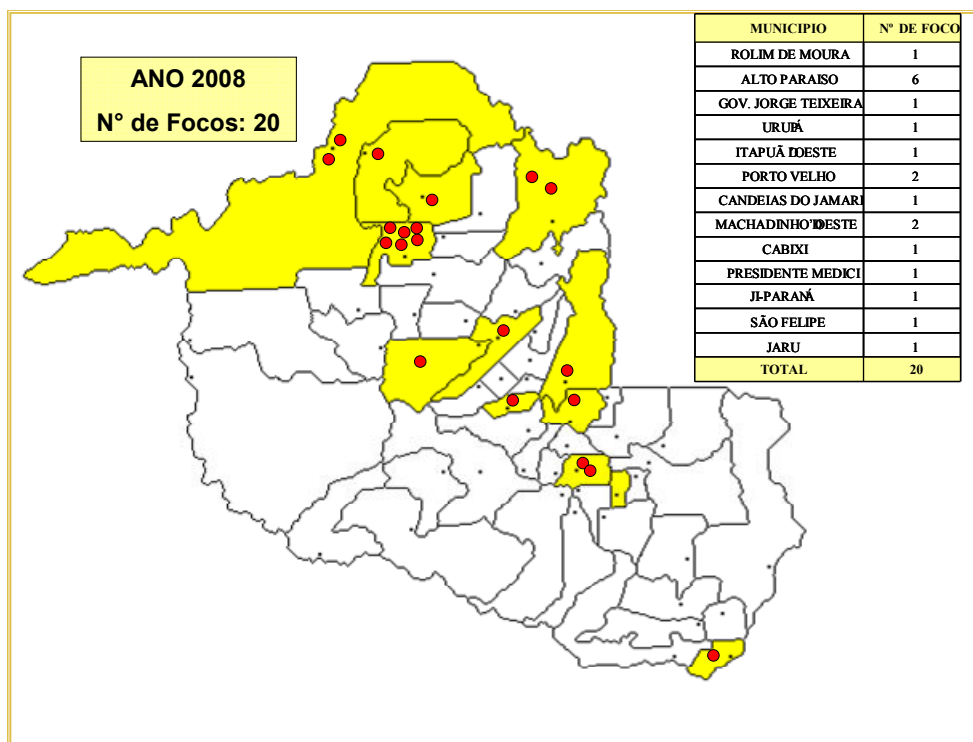 ANO 2008
N° de Focos: 20
MUNICIPIO Nº DE FOCO
ROLIM DE MOURA 1
ALTO PARAISO 6
GOV. JORGE TEIXEIRA 1
URUPÁ 1
ITAPUÃ D'OESTE 1
PORTO VELHO 2
CANDEIAS DO JAMARI 1
MACHADINHO D'OESTE 2
CABIXI 1
PRESIDENTE MEDICI 1
JI-PARANÁ 1
SÃO FELIPE 1
JARU 1
TOTAL 20